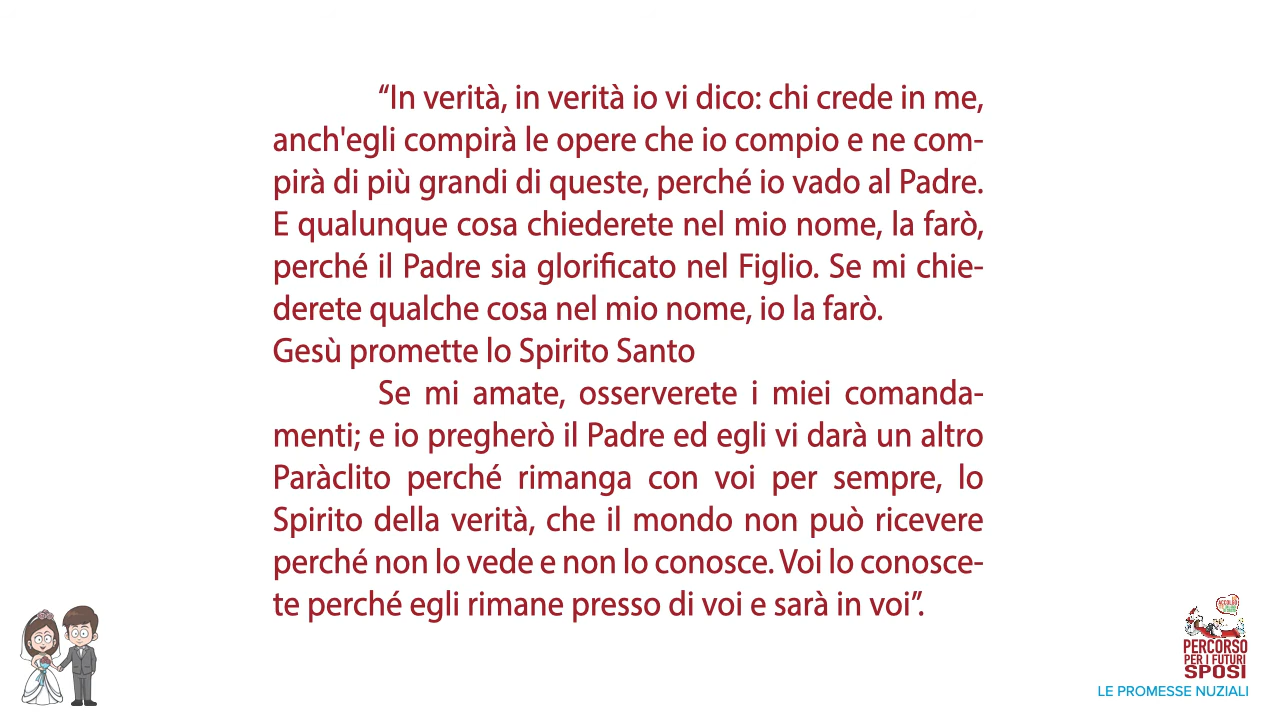 “In verità, in verità io vi dico: chi crede in me,
anch'egli compirà le opere che io compio e ne com-
pirà di più grandi di queste, perché io vado al Padre.
E qualunque cosa chiederete nel mio nome, la farò,
perché il Padre sia glorificato nel Figlio. Se mi chie-
derete qualche cosa nel mio nome, io la farò.
Gesù promette lo Spirito Santo
Se mi amate, osserverete i miei comanda-
menti; e io pregherò il Padre ed egli vi darà un altro
Paràclito perché rimanga con voi per sempre, lo
Spirito della verità, che il mondo non può ricevere
perché non lo vede e non lo conosce. Voi lo conosce-
te perché egli rimane presso di voi e sarà in voi”.
PERCORSO
PER I FUTURI
SPOSI
LE PROMESSE NUZIALI